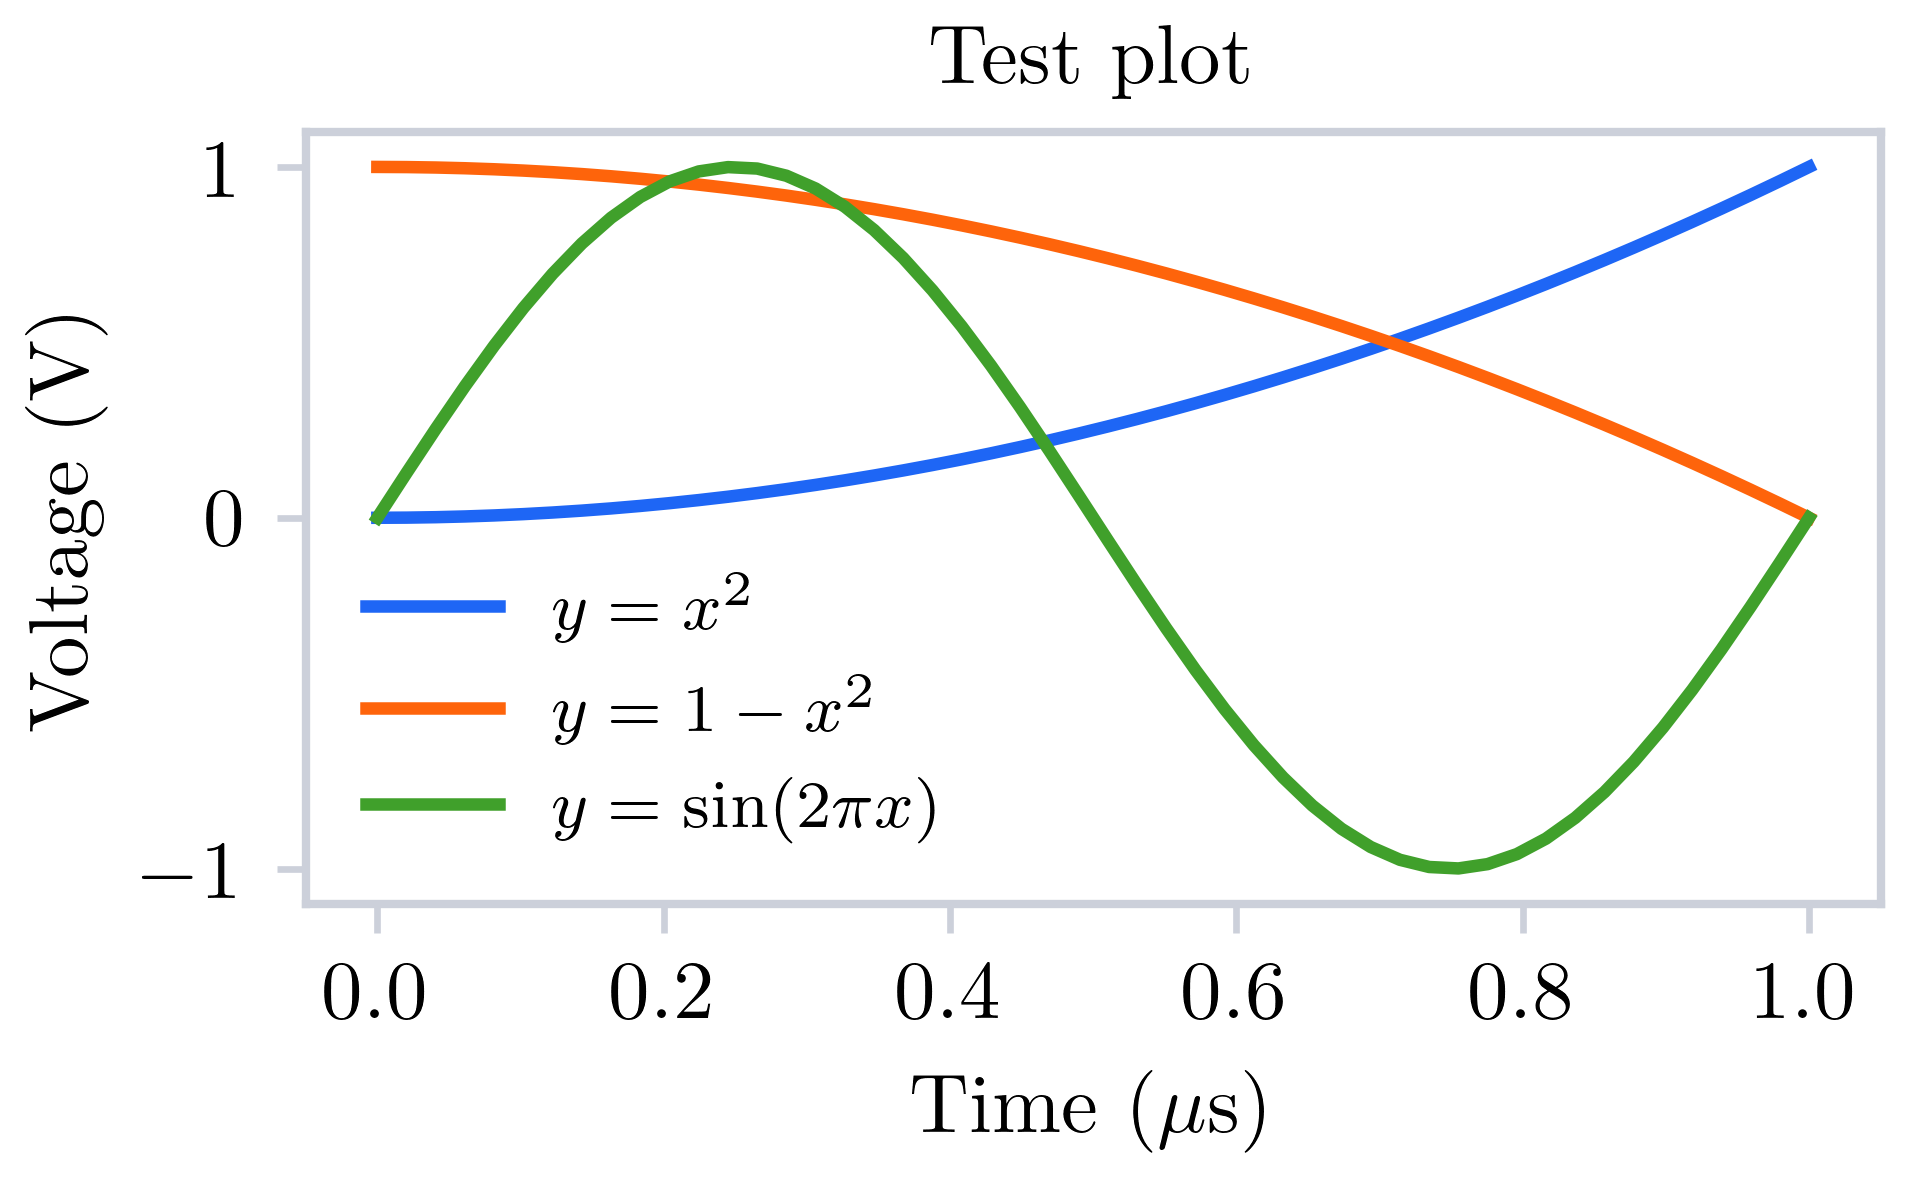 Test plot
Voltage (V)
1
0
−1
y = x²
y = 1 − x²
y = sin(2πx)
0.0 0.2 0.4 0.6 0.8 1.0
Time (μs)